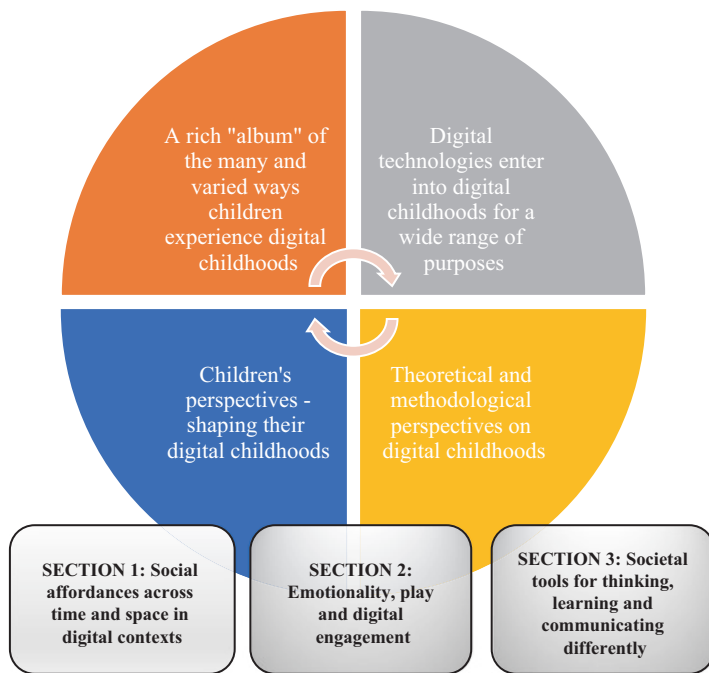 A rich "album" of
the many and
varied ways
children
experience digital
childhoods
Digital
technologies enter
into digital
childhoods for a
wide range of
purposes
Children's
perspectives -
shaping their
digital childhoods
Theoretical and
methodological
perspectives on
digital childhoods
SECTION 1: Social
affordances across
time and space in
digital contexts
SECTION 2:
Emotionality, play
and digital
engagement
SECTION 3: Societal
tools for thinking,
learning and
communicating
differently